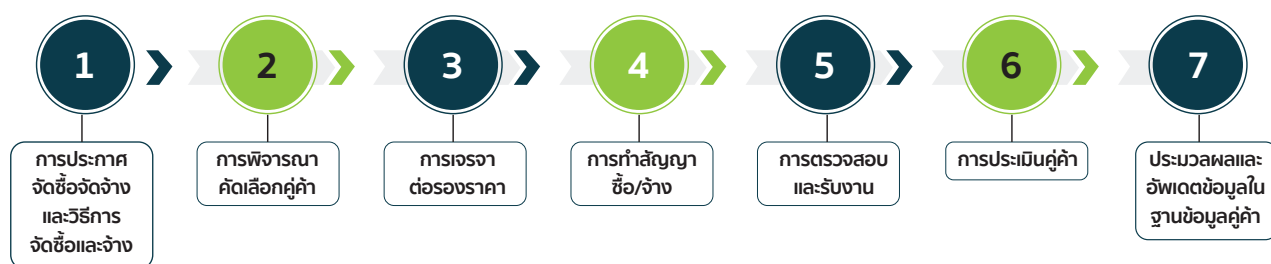 1
2
3
4
5
6
7
การประกาศ
จัดซื้อจัดจ้าง
และวิธีการ
จัดซื้อและจ้าง
การพิจารณา
คัดเลือกคู่ค้า
การเจรจา
ต่อรองราคา
การทำสัญญา
ซื้อ/จ้าง
การตรวจสอบ
และรับงาน
การประเมินคู่ค้า
ประมวลผลและ
อัพเดตข้อมูลใน
ฐานข้อมูลคู่ค้า